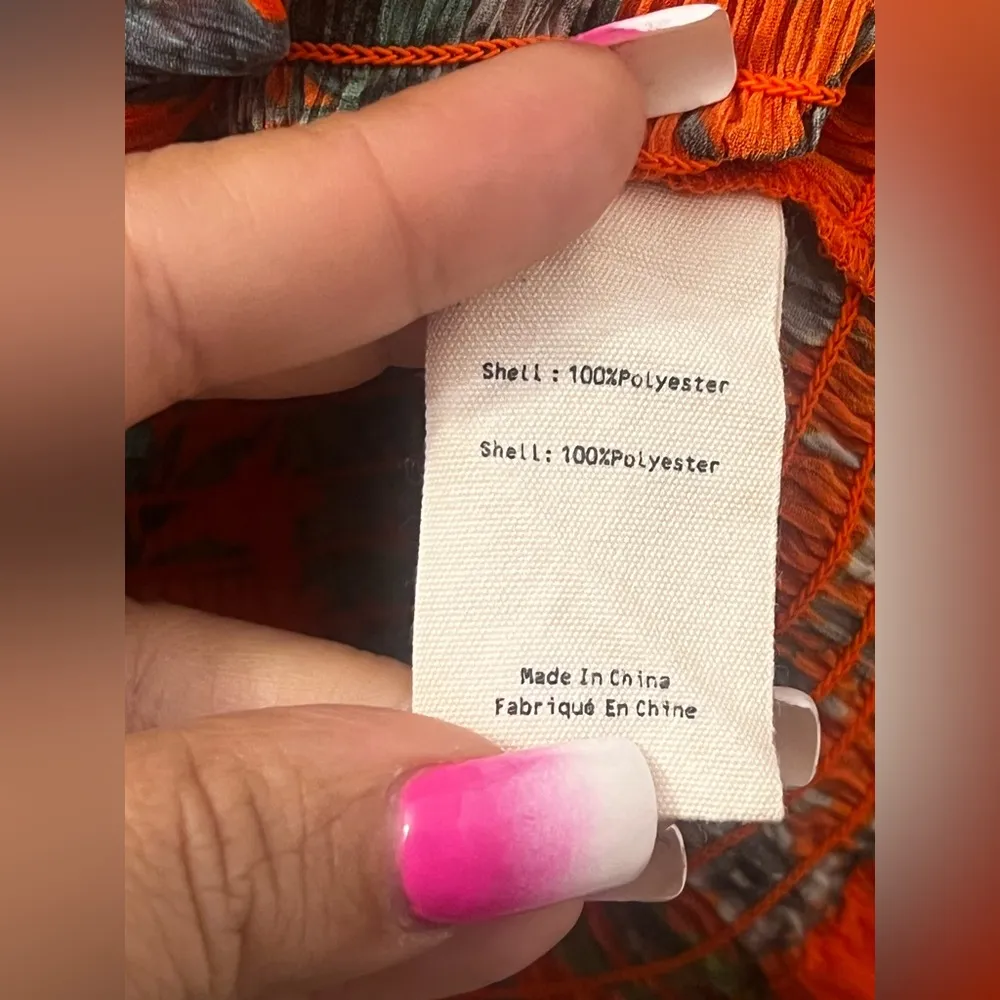 Shell : 100%Polyester
Shell: 100%Polyester
Made In China
Fabriqué En Chine